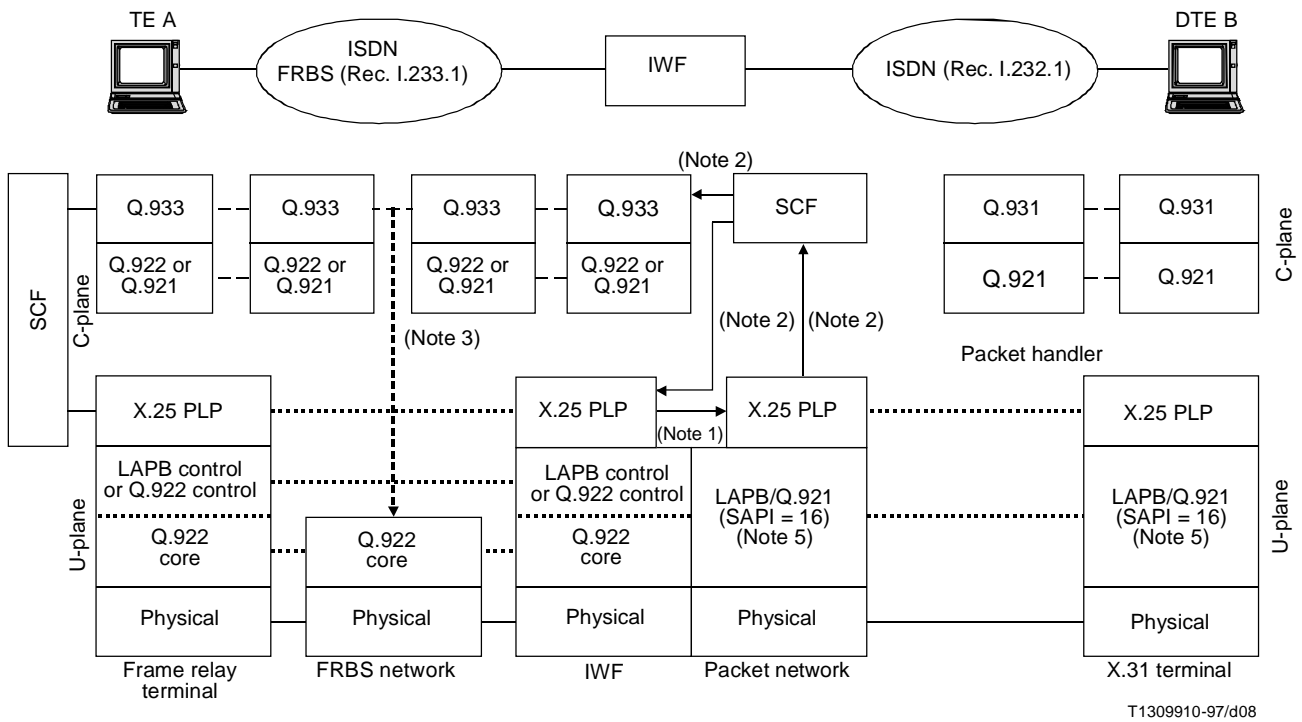 TE A
DTE B
ISDN
FRBS (Rec. I.233.1)
IWF
ISDN (Rec. I.232.1)
(Note 2)
SCF
C-plane
Q.933
Q.933
Q.933
Q.933
SCF
Q.931
Q.931
C-plane
Q.922 or
Q.921
Q.922 or
Q.921
Q.922 or
Q.921
Q.922 or
Q.921
Q.921
Q.921
(Note 3)
(Note 2)
(Note 2)
Packet handler
X.25 PLP
X.25 PLP
(Note 1)
X.25 PLP
X.25 PLP
U-plane
LAPB control
or Q.922 control
LAPB control
or Q.922 control
LAPB/Q.921
(SAPI = 16)
(Note 5)
LAPB/Q.921
(SAPI = 16)
(Note 5)
U-plane
Q.922
core
Q.922
core
Q.922
core
Physical
Physical
Physical
Physical
Physical
Frame relay
terminal
FRBS network
IWF
Packet network
X.31 terminal
T1309910-97/d08